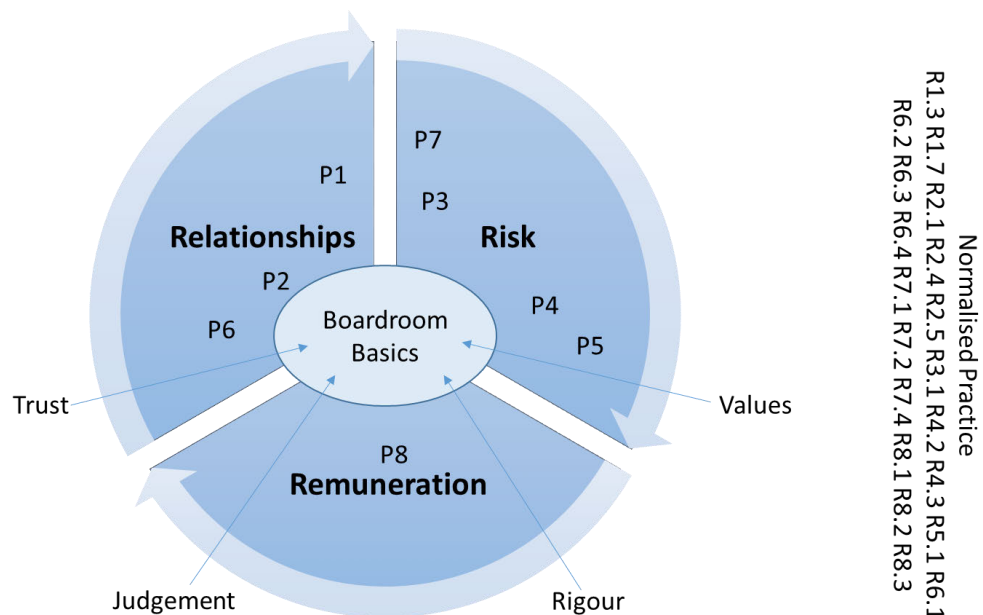 P7
P1
P3
Relationships
Risk
P2
P4
P6
Boardroom
Basics
P5
Trust
Values
P8
Remuneration
Judgement
Rigour
Normalised Practice
R1.3 R1.7 R2.1 R2.4 R2.5 R3.1 R4.2 R4.3 R5.1 R6.1
R6.2 R6.3 R6.4 R7.1 R7.2 R7.4 R8.1 R8.2 R8.3